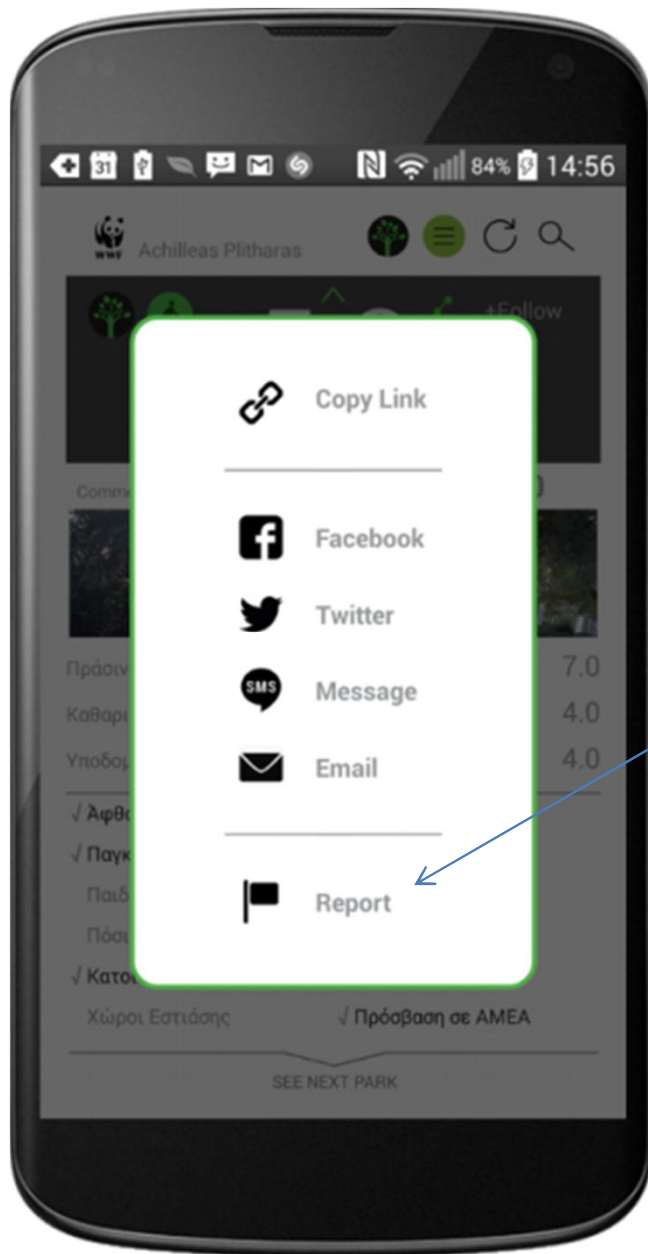 31 84% 14:56
WWF Achilleas Plitharas
+Follow
Copy Link
Facebook
Twitter
SMS Message
Email
Report
7.0
4.0
4.0
√
√
√
Χώροι Εστιάσης √ Πρόσβαση σε ΑΜΕΑ
SEE NEXT PARK